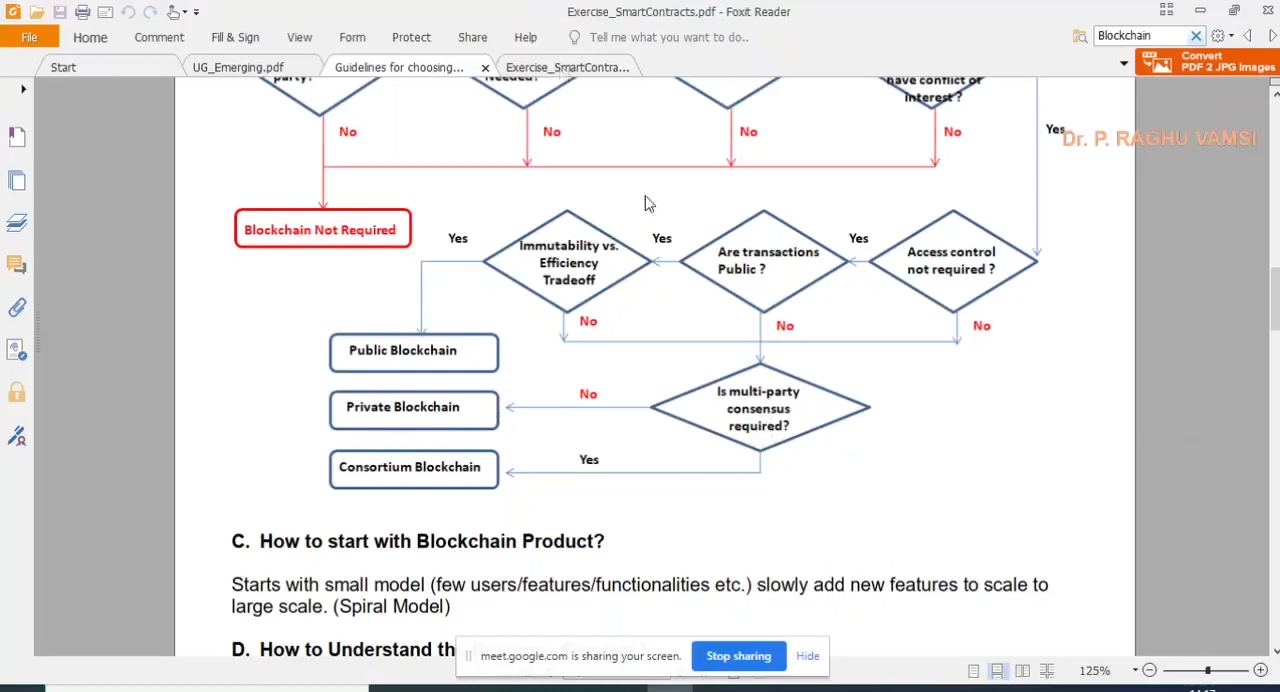 Exercise_SmartContracts.pdf - Foxit Reader
File Home Comment Fill & Sign View Form Protect Share Help Tell me what you want to do.. Blockchain
Start UG_Emerging.pdf Guidelines for choosing... Exercise_SmartContra...
Convert
PDF 2 JPG Images
party?
Needed?
have conflict of
interest ?
No No No No Yes
Dr. P. RAGHU VAMSI
Blockchain Not Required
Yes Immutability vs.
Efficiency
Tradeoff
Yes Are transactions
Public ?
Yes Access control
not required ?
No No No
Public Blockchain
Private Blockchain
No Is multi-party
consensus
required?
Consortium Blockchain
Yes
C. How to start with Blockchain Product?
Starts with small model (few users/features/functionalities etc.) slowly add new features to scale to
large scale. (Spiral Model)
D. How to Understand th
meet.google.com is sharing your screen. Stop sharing Hide
125%